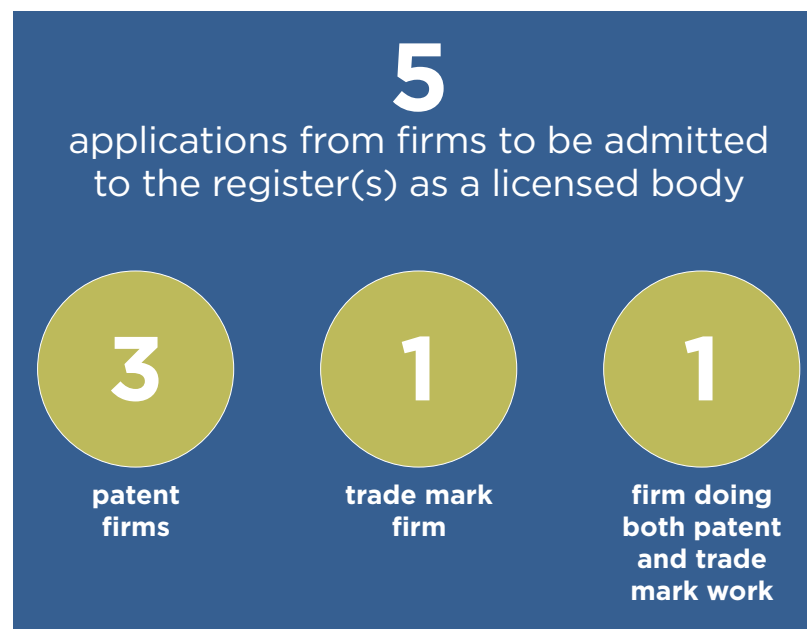 5
applications from firms to be admitted
to the register(s) as a licensed body
3
patent
firms
1
trade mark
firm
1
firm doing
both patent
and trade
mark work